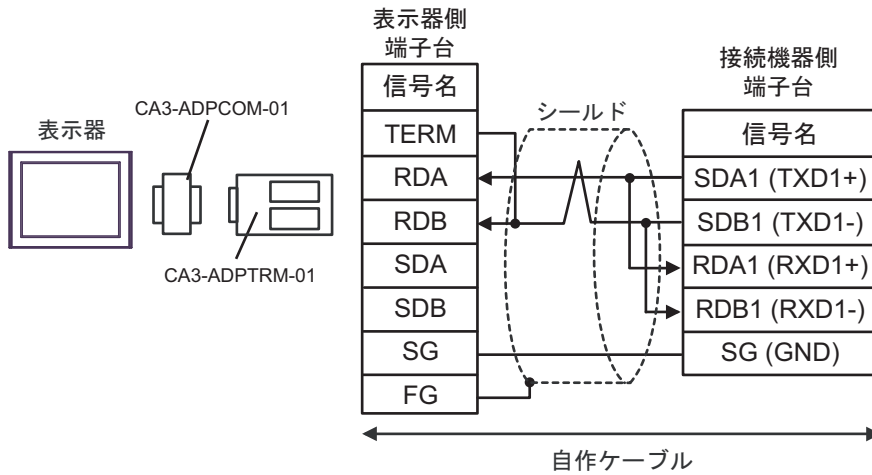 表示器側
端子台
接続機器側
端子台
信号名
CA3-ADPCOM-01
シールド
表示器
TERM
信号名
RDA
SDA1 (TXD1+)
RDB
SDB1 (TXD1-)
SDA
RDA1 (RXD1+)
CA3-ADPTRM-01
SDB
RDB1 (RXD1-)
SG
SG (GND)
FG
自作ケーブル